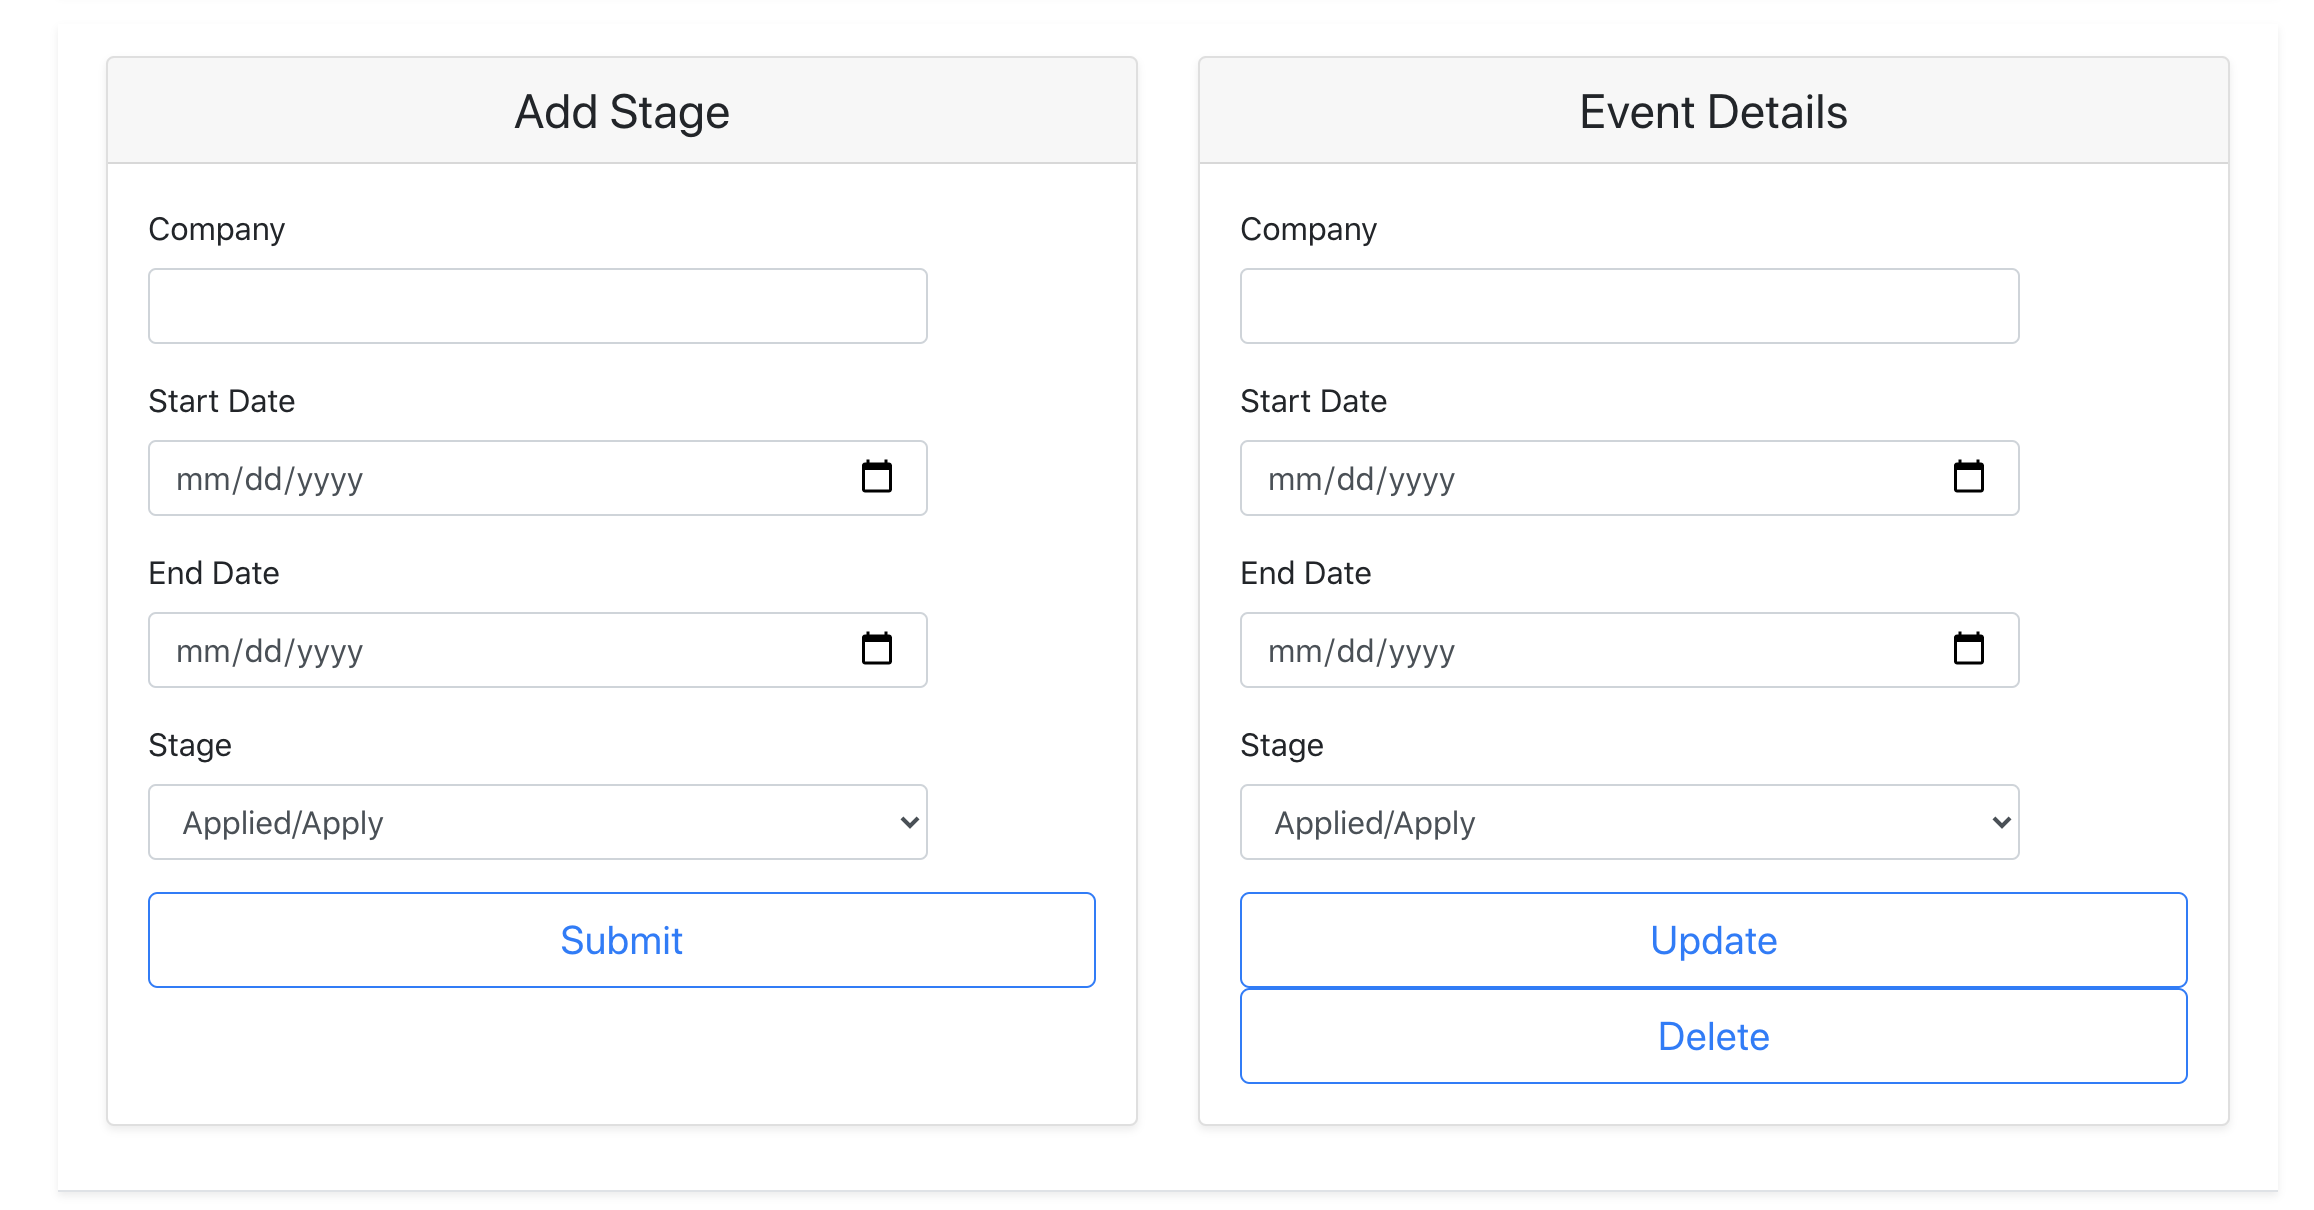 Add Stage
Company
Start Date
mm/dd/yyyy
End Date
mm/dd/yyyy
Stage
Applied/Apply
Submit
Event Details
Company
Start Date
mm/dd/yyyy
End Date
mm/dd/yyyy
Stage
Applied/Apply
Update
Delete